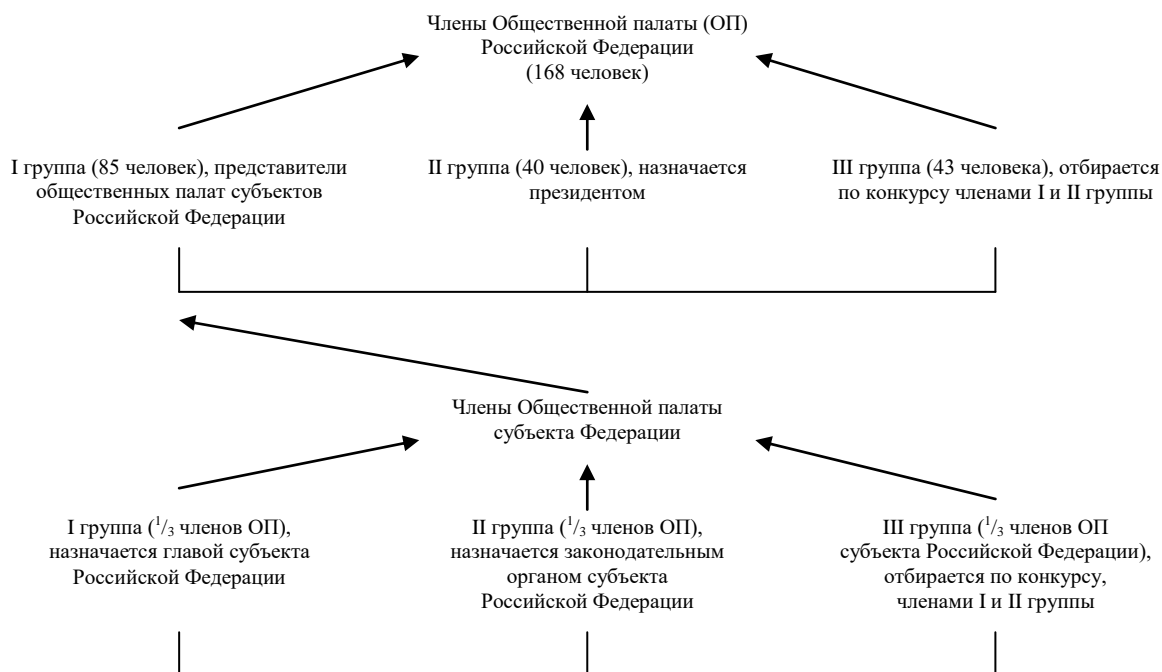 Члены Общественной палаты (ОП)
Российской Федерации
(168 человек)
I группа (85 человек), представители
общественных палат субъектов
Российской Федерации
II группа (40 человек), назначается
президентом
III группа (43 человека), отбирается
по конкурсу членами I и II группы
Члены Общественной палаты
субъекта Федерации
I группа (1/3 членов ОП),
назначается главой субъекта
Российской Федерации
II группа (1/3 членов ОП),
назначается законодательным
органом субъекта
Российской Федерации
III группа (1/3 членов ОП
субъекта Российской Федерации),
отбирается по конкурсу,
членами I и II группы